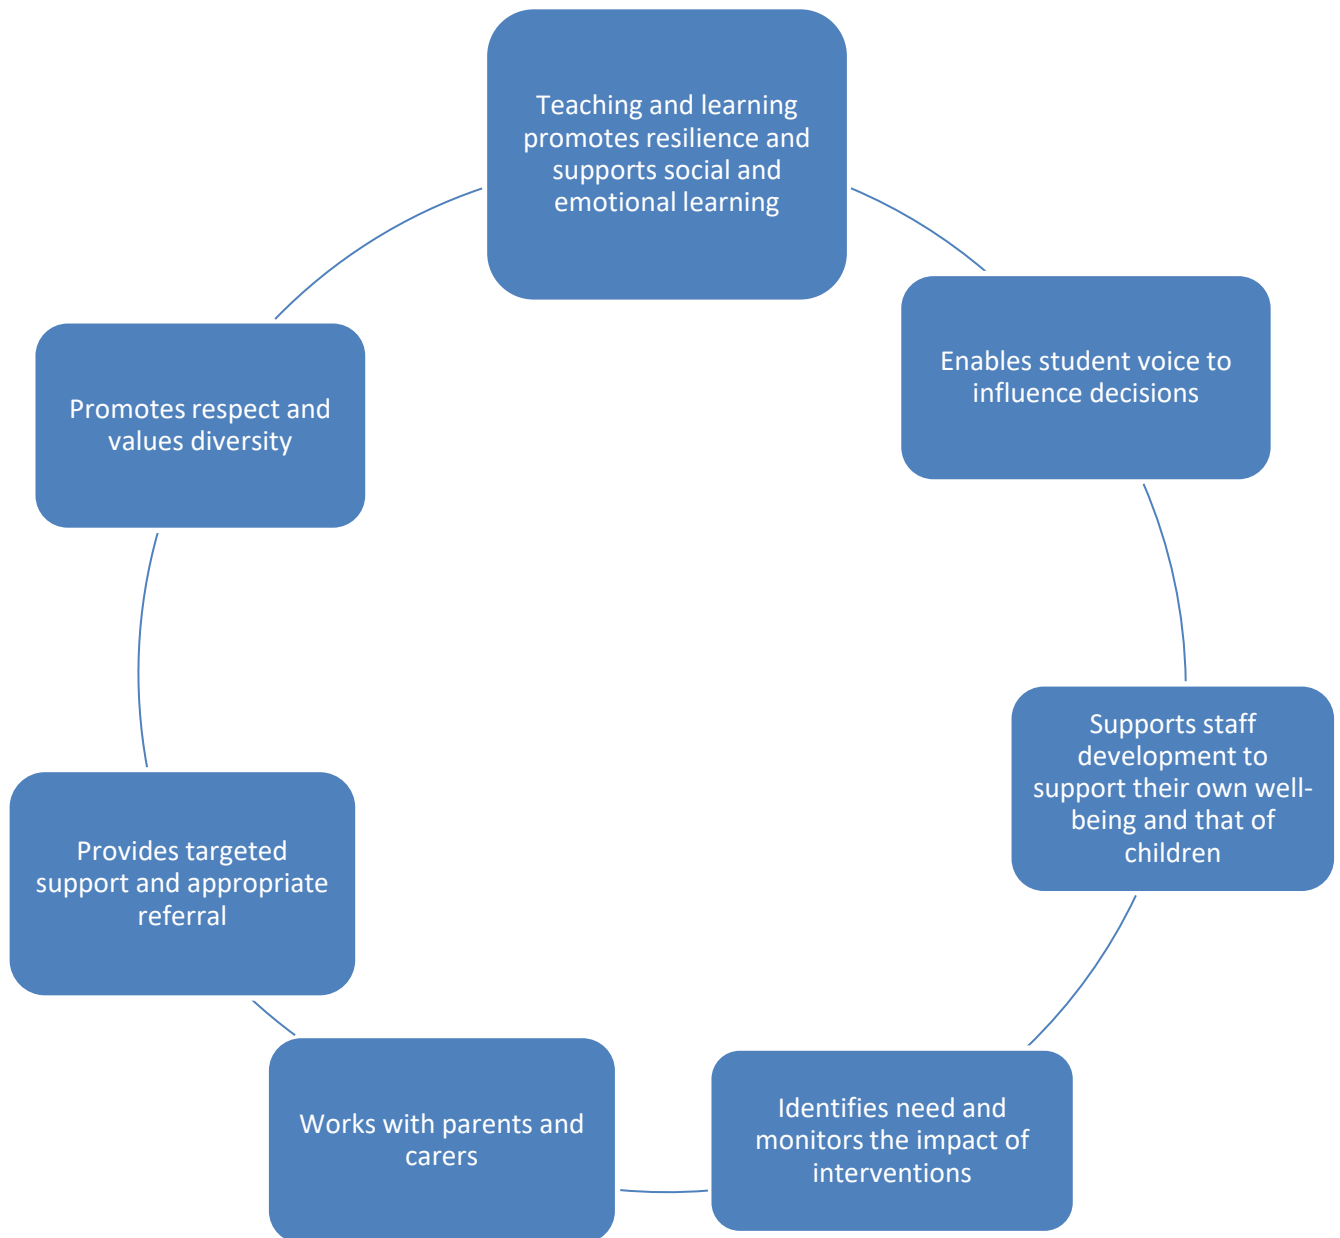 Teaching and learning
promotes resilience and
supports social and
emotional learning
Enables student voice to
influence decisions
Supports staff
development to
support their own well-
being and that of
children
Identifies need and
monitors the impact of
interventions
Works with parents and
carers
Provides targeted
support and appropriate
referral
Promotes respect and
values diversity